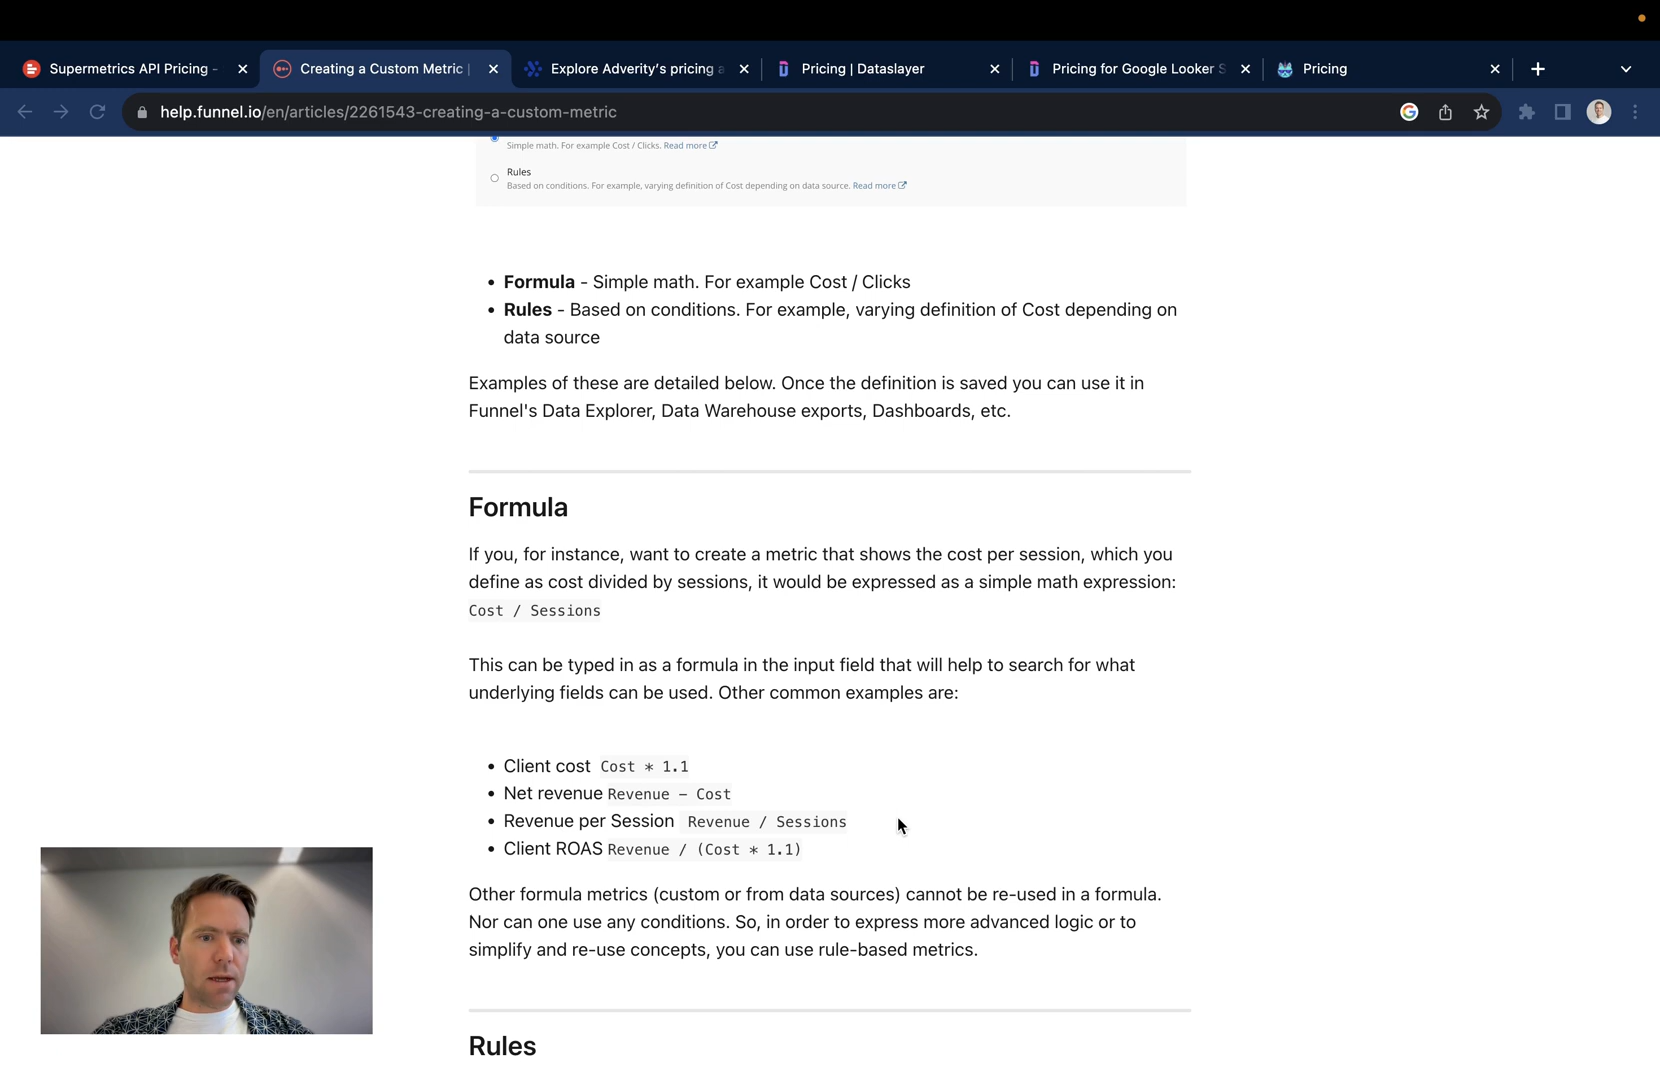 Supermetrics API Pricing -
Creating a Custom Metric |
Explore Adverity's pricing a
Pricing | Dataslayer
Pricing for Google Looker S
Pricing
help.funnel.io/en/articles/2261543-creating-a-custom-metric
Simple math. For example Cost / Clicks. Read more
Rules
Based on conditions. For example, varying definition of Cost depending on data source. Read more
• Formula - Simple math. For example Cost / Clicks
• Rules - Based on conditions. For example, varying definition of Cost depending on
data source
Examples of these are detailed below. Once the definition is saved you can use it in
Funnel's Data Explorer, Data Warehouse exports, Dashboards, etc.
Formula
If you, for instance, want to create a metric that shows the cost per session, which you
define as cost divided by sessions, it would be expressed as a simple math expression:
Cost / Sessions
This can be typed in as a formula in the input field that will help to search for what
underlying fields can be used. Other common examples are:
• Client cost Cost * 1.1
• Net revenue Revenue - Cost
• Revenue per Session Revenue / Sessions
• Client ROAS Revenue / (Cost * 1.1)
Other formula metrics (custom or from data sources) cannot be re-used in a formula.
Nor can one use any conditions. So, in order to express more advanced logic or to
simplify and re-use concepts, you can use rule-based metrics.
Rules